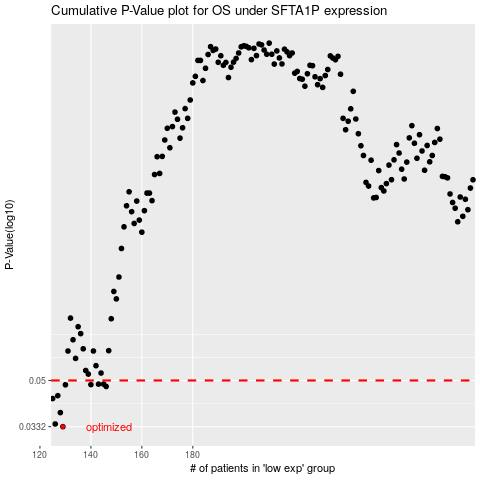 Cumulative P-Value plot for OS under SFTA1P expression
P-Value(log10)
0.05
0.0332
optimized
120 140 160 180
# of patients in 'low exp' group